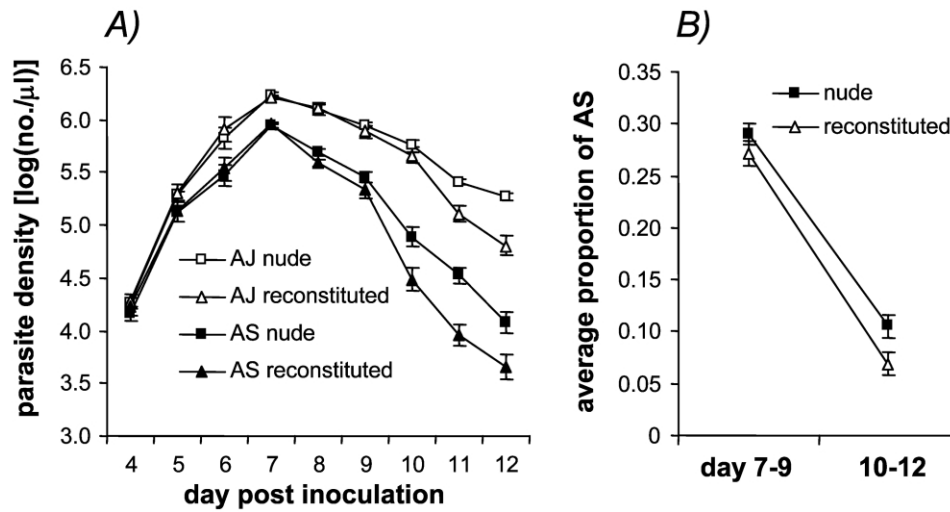 A)
parasite density [log(no./µl)]
6.5
6.0
5.5
5.0
4.5
4.0
3.5
3.0
AJ nude
AJ reconstituted
AS nude
AS reconstituted
4 5 6 7 8 9 10 11 12
day post inoculation
B)
average proportion of AS
0.35
0.30
0.25
0.20
0.15
0.10
0.05
0
nude
reconstituted
day 7-9 10-12